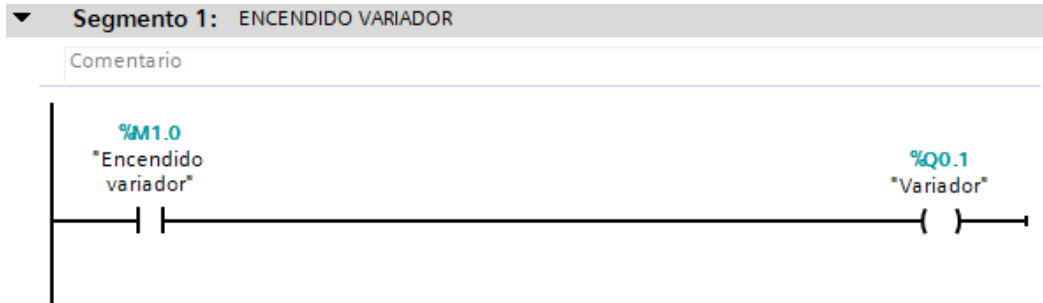 Segmento 1: ENCENDIDO VARIADOR
Comentario
%M1.0
"Encendido
variador"
%Q0.1
"Variador"